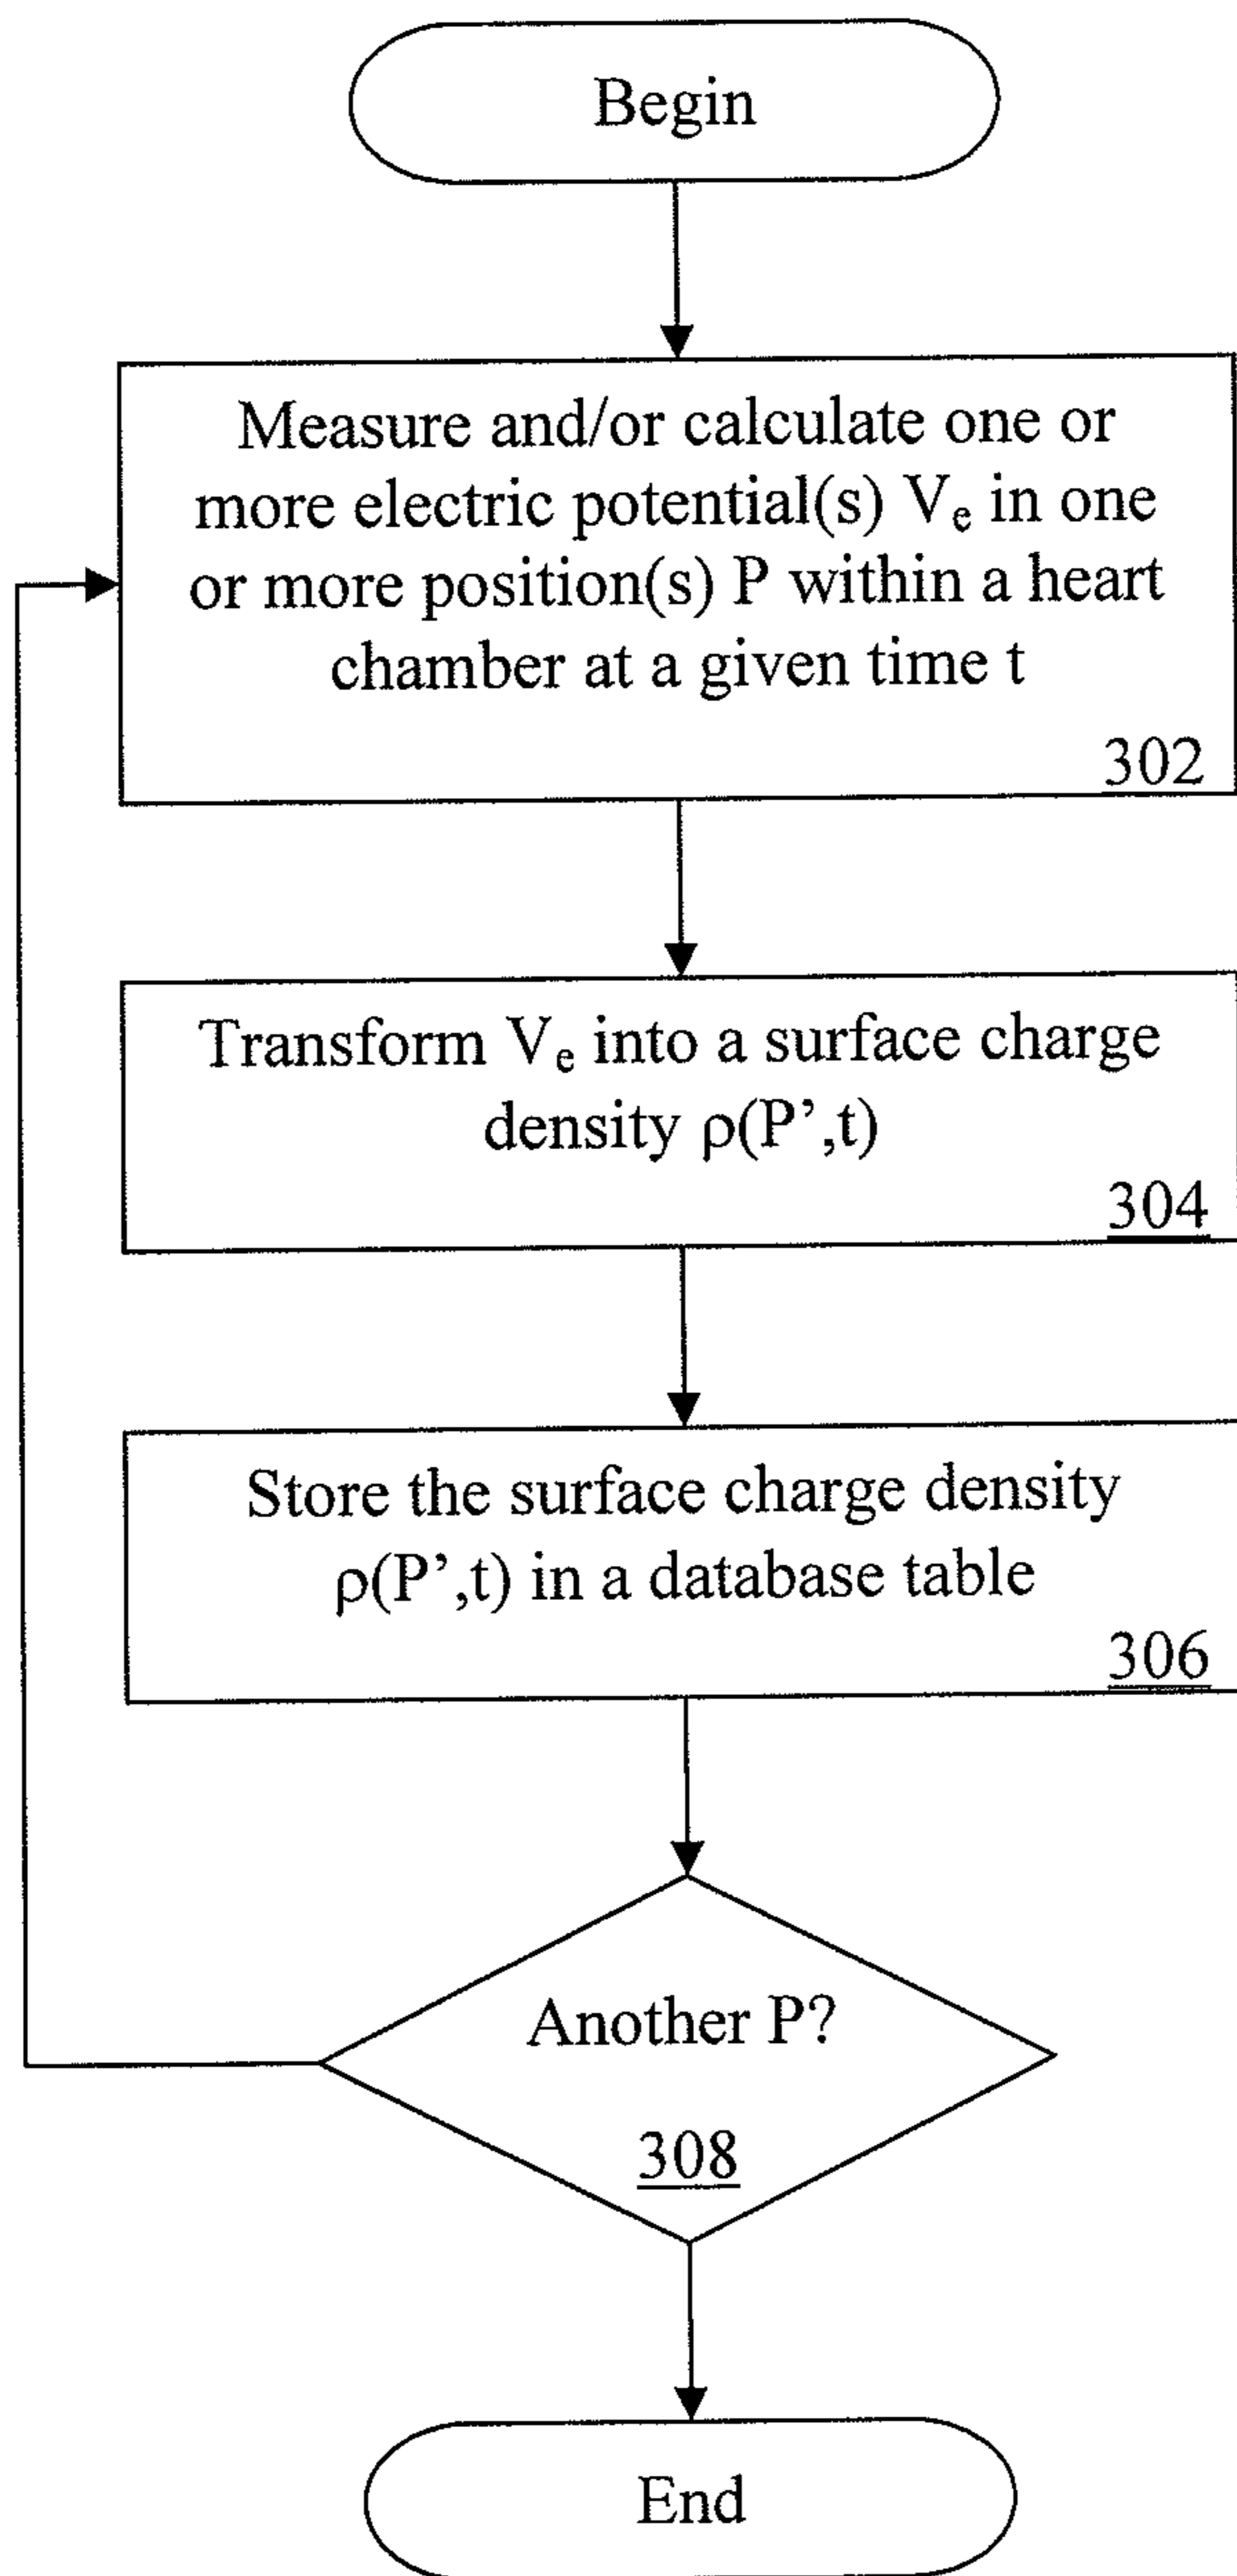 Begin
Measure and/or calculate one or
more electric potential(s) Vₑ in one
or more position(s) P within a heart
chamber at a given time t
302
Transform Vₑ into a surface charge
density ρ(P’,t)
304
Store the surface charge density
ρ(P’,t) in a database table
306
Another P?
308
End